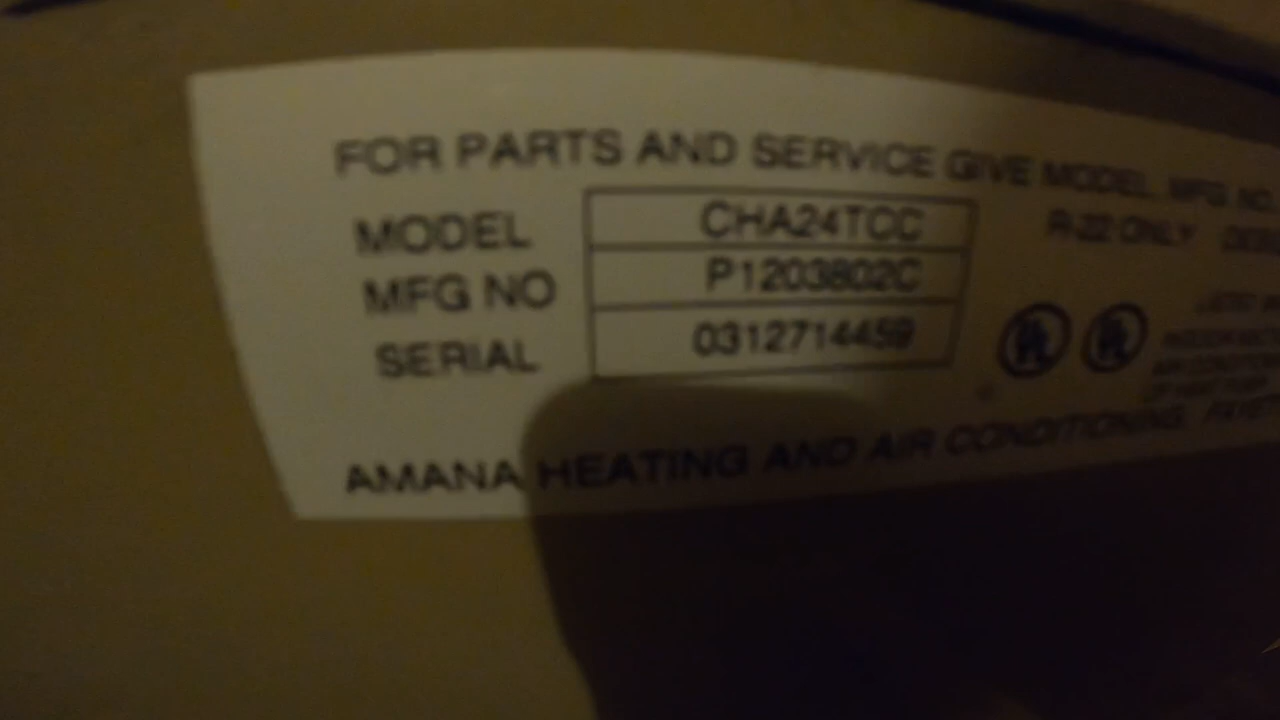 FOR PARTS AND SERVICE GIVE MODEL, MFG NO.
MODEL CHA24TCC R-22 ONLY
MFG NO P1203802C
SERIAL 0312714459
AMANA HEATING AND AIR CONDITIONING,